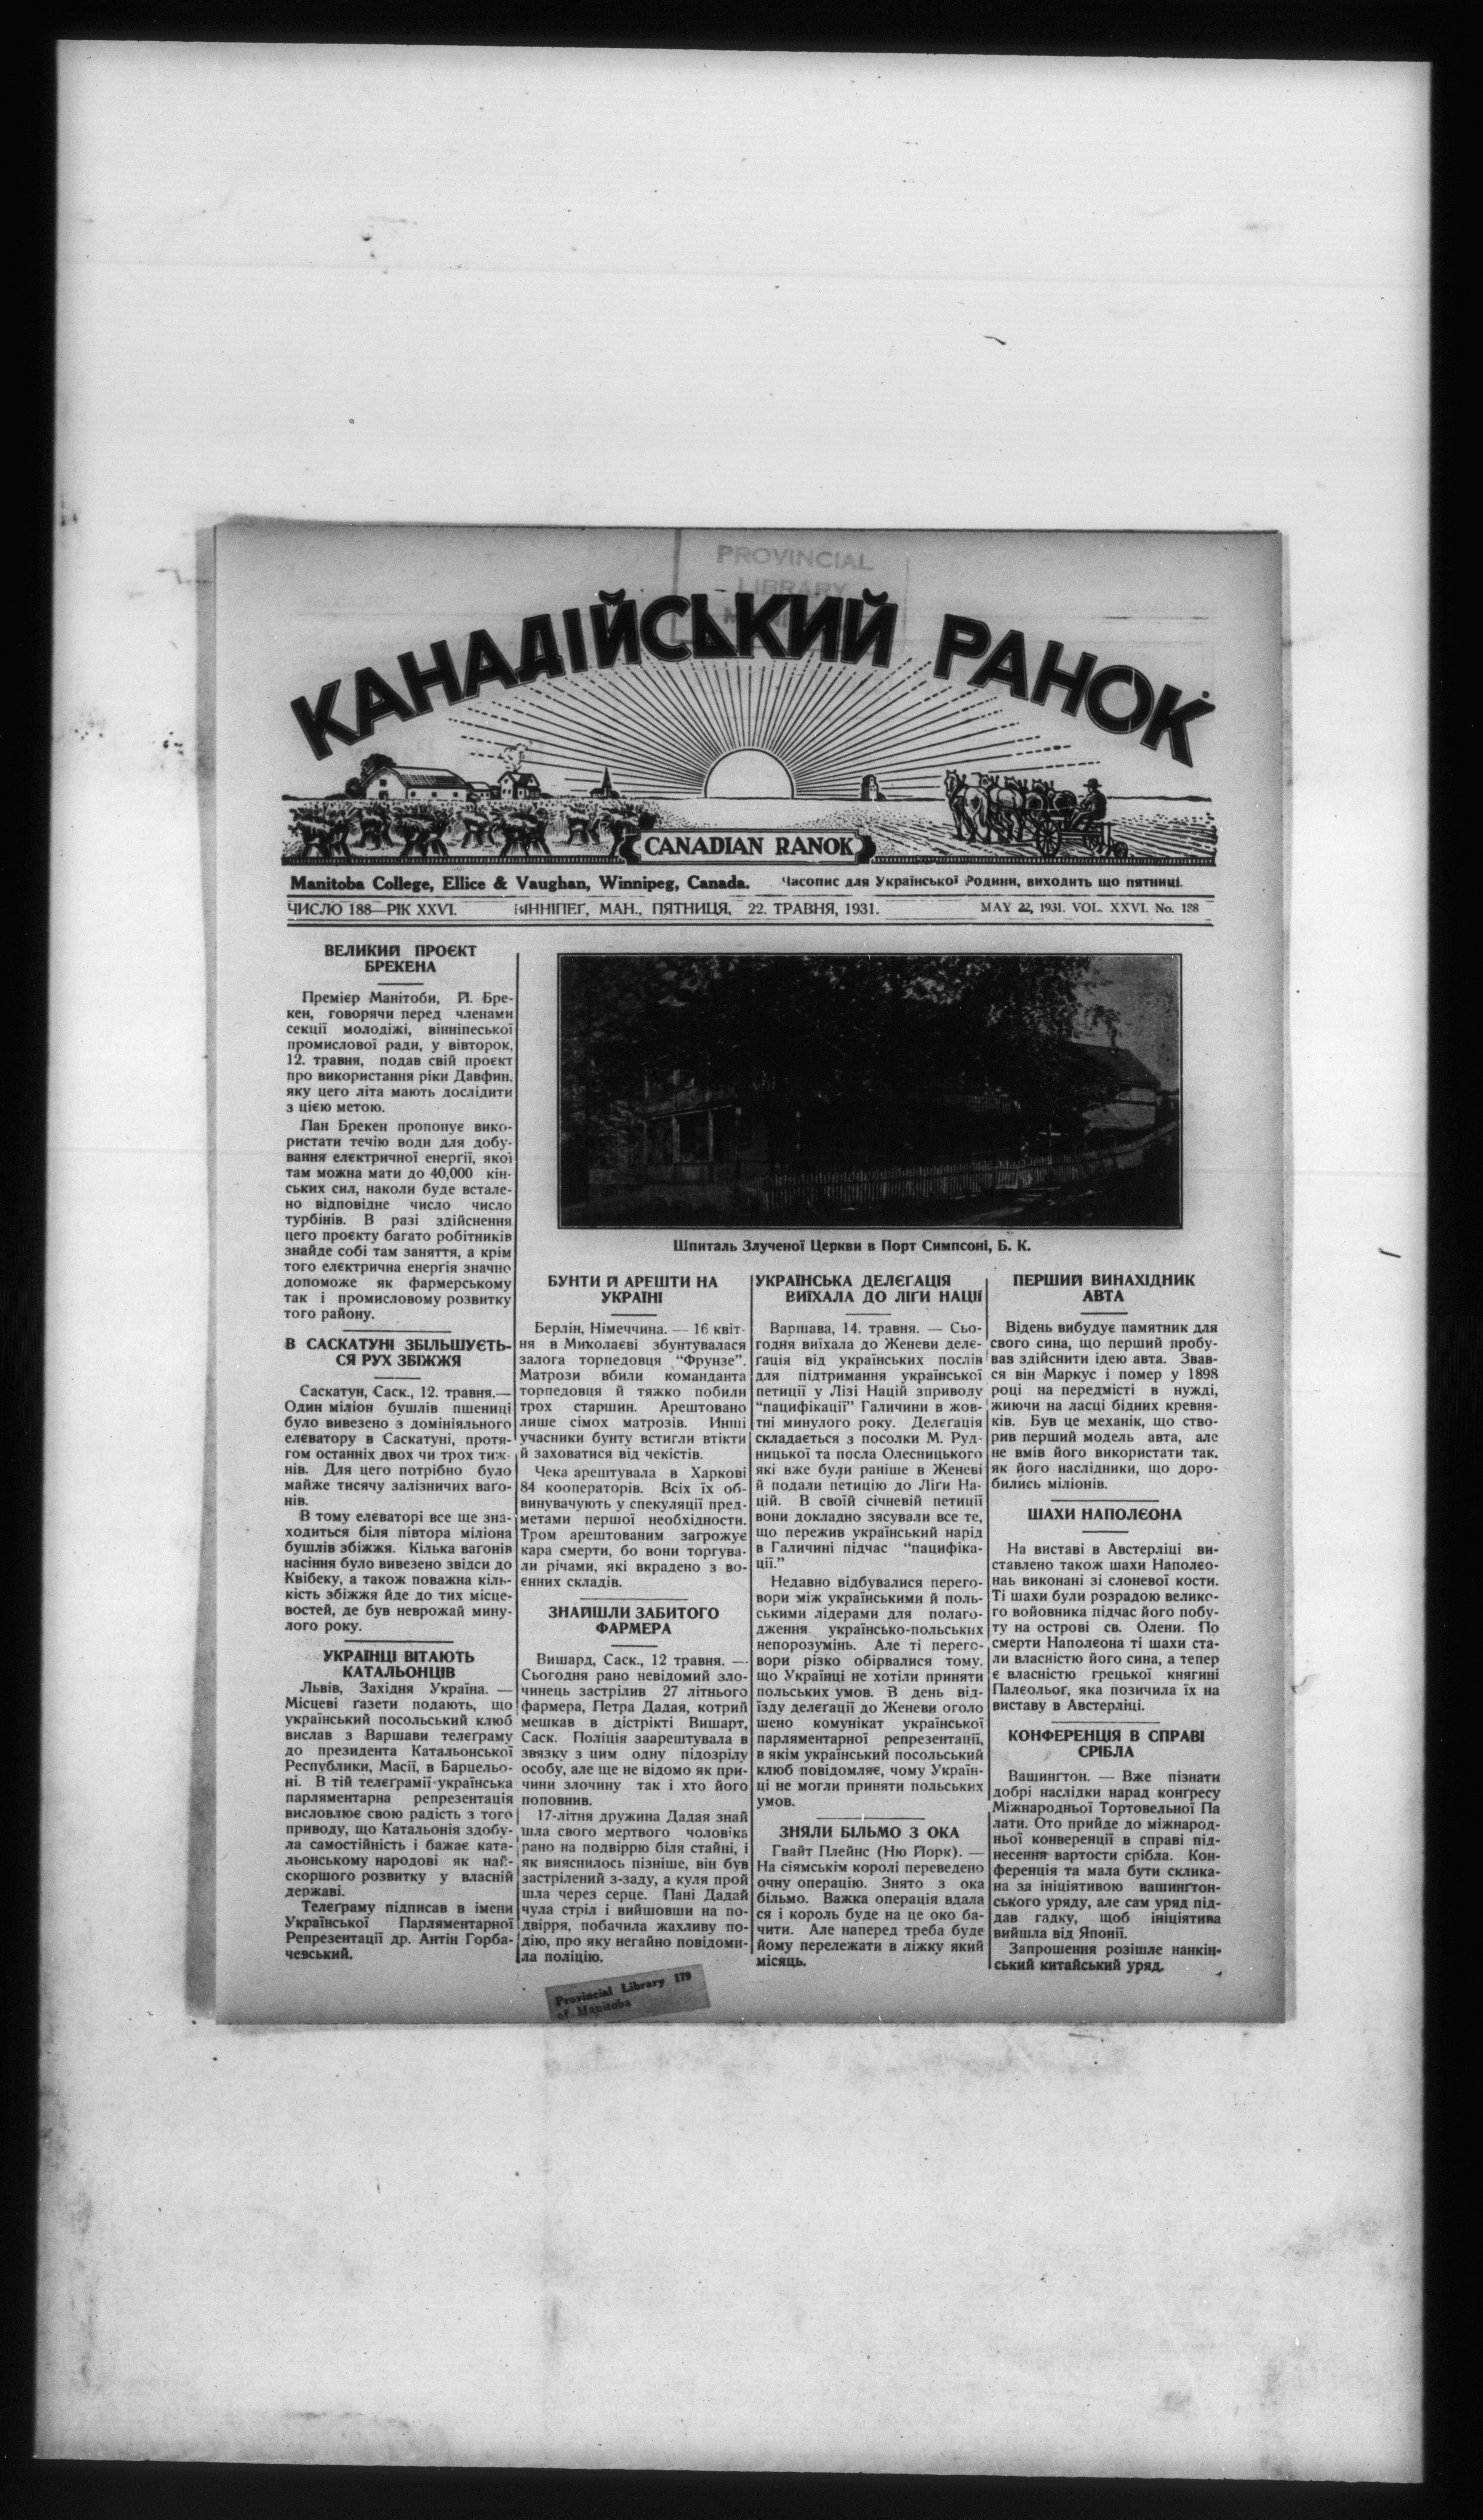 PROVINCIAL
LIBRARY
КАНАДІЙСЬКИЙ РАНОК
CANADIAN RANOK
Manitoba College, Ellice & Vaughan, Winnipeg, Canada. Часопис для Української Родини, виходить що пятниці.
ЧИСЛО 188—РІК XXVI. ВИННІПЕҐ, МАН., ПЯТНИЦЯ, 22. ТРАВНЯ, 1931. MAY 22, 1931. VOL. XXVI. No. 188
ВЕЛИКИЙ ПРОЄКТ
БРЕКЕНА
Премієр Манітоби, Й. Бре-
кен, говорячи перед членами
секції молодіжі, вінніпеської
промислової ради, у вівторок,
12. травня, подав свій проєкт
про використання ріки Давфин,
яку цего літа мають дослідити
з цією метою.
Пан Брекен пропонує вико-
ристати течію води для добу-
вання електричної енерґії, якої
там можна мати до 40,000 кін-
ських сил, наколи буде встале-
но відповідне число число
турбінів. В разі здійснення
цего проєкту багато робітників
знайде собі там заняття, а крім
того електрична енерґія значно
допоможе як фармерському
так і промисловому розвитку
того району.
В САСКАТУНІ ЗБІЛЬШУЄТЬ-
СЯ РУХ ЗБІЖЖЯ
Саскатун, Саск., 12. травня.—
Один міліон бушлів пшениці
було вивезено з домініяльного
елєватору в Саскатуні, протя-
гом останніх двох чи трох тиж-
нів. Для цего потрібно було
майже тисячу залізничих ваґо-
нів.
В тому елєваторі все ще зна-
ходиться біля півтора міліона
бушлів збіжжя. Кілька ваґонів
насіння було вивезено звідси до
Квібеку, а також поважна кіль-
кість збіжжя йде до тих місце-
востей, де був неврожай мину-
лого року.
УКРАЇНЦІ ВІТАЮТЬ
КАТАЛЬОНЦІВ
Львів, Західня Україна. —
Місцеві ґазети подають, що
український посольський клюб
вислав з Варшави телєграму
до президента Катальонської
Республики, Масії, в Барцельо-
ні. В тій телєґрамії українська
парляментарна репрезентація
висловлює свою радість з того
приводу, що Катальонія здобу-
ла самостійність і бажає ката-
льонському народові як най-
скоршого розвитку у власній
державі.
Телєґраму підписав в імени
Української Парляментарної
Репрезентації др. Антін Горба-
чевський.
Шпиталь Злученої Церкви в Порт Симпсоні, Б. К.
БУНТИ Й АРЕШТИ НА
УКРАЇНІ
Берлін, Німеччина. — 16 квіт-
ня в Миколаєві збунтувалася
залога торпедовця “Фрунзе”.
Матрози вбили команданта
торпедовця й тяжко побили
трох старшин. Арештовано
лише сімох матрозів. Инші
учасники бунту встигли втікти
й заховатися від чекістів.
Чека арештувала в Харкові
84 кооператорів. Всіх їх об-
винувачують у спекуляції пред-
метами першої необхідности.
Тром арештованим загрожує
кара смерти, бо вони торгува-
ли річами, які вкрадено з во-
єнних складів.
ЗНАЙШЛИ ЗАБИТОГО
ФАРМЕРА
Вишард, Саск., 12 травня. —
Сьогодня рано невідомий зло-
чинець застрілив 27 літнього
фармера, Петра Дадая, котрий
мешкав в дістрікті Вишарт,
Саск. Поліція заарештувала в
звязку з цим одну підозрілу
особу, але ще не відомо як при-
чини злочину так і хто його
поповнив.
17-літня дружина Дадая знай
шла свого мертвого чоловіка
рано на подвіррю біля стайні, і
як вияснилось пізніше, він був
застрілений з-заду, а куля прой
шла через серце. Пані Дадай
чула стріл і вийшовши на по-
двірря, побачила жахливу по-
дію, про яку негайно повідоми-
ла поліцію.
УКРАЇНСЬКА ДЕЛЄҐАЦІЯ
ВИЇХАЛА ДО ЛІҐИ НАЦІЙ
Варшава, 14. травня. — Сьо-
годня виїхала до Женеви делє-
ґація від українських послів
для підтримання української
петиції у Лізі Націй зприводу
“пацифікації” Галичини в жов-
тні минулого року. Делєґація
складається з посолки М. Руд-
ницької та посла Олесницького
які вже були раніше в Женеві
й подали петицію до Ліґи На-
цій. В своїй січневій петиції
вони докладно зясували все те,
що пережив український нарід
в Галичині підчас “пацифіка-
ції.”
Недавно відбувалися перего-
вори між українськими й поль-
ськими лідерами для полаго-
дження українсько-польських
непорозумінь. Але ті перего-
вори різко обірвалися тому,
що Українці не хотіли приняти
польських умов. В день від-
їзду делєґації до Женеви оголо
шено комунікат української
парляментарної репрезентації,
в якім український посольський
клюб повідомляє, чому Україн-
ці не могли приняти польських
умов.
ЗНЯЛИ БІЛЬМО З ОКА
Гвайт Плейнс (Ню Йорк). —
На сіямськім королі переведено
очну операцію. Знято з ока
більмо. Важка операція вдала
ся і король буде на це око ба-
чити. Але наперед треба буде
йому перележати в ліжку який
місяць.
ПЕРШИЙ ВИНАХІДНИК
АВТА
Відень вибудує памятник для
свого сина, що перший пробу-
вав здійснити ідею авта. Звав-
ся він Маркус і помер у 1898
році на передмісті в нужді,
жиючи на ласці бідних кревня-
ків. Був це механік, що ство-
рив перший модель авта, але
не вмів його використати так,
як його наслідники, що доро-
бились міліонів.
ШАХИ НАПОЛЄОНА
На виставі в Австерліці ви-
ставлено також шахи Наполєо-
наь виконані зі слоневої кости.
Ті шахи були розрадою велико-
го войовника підчас його побу-
ту на острові св. Олени. По
смерти Наполєона ті шахи ста-
ли власністю його сина, а тепер
є власністю грецької княгині
Палєольоґ, яка позичила їх на
виставу в Австерліці.
КОНФЕРЕНЦІЯ В СПРАВІ
СРІБЛА
Вашинґтон. — Вже пізнати
добрі наслідки нарад конґресу
Міжнародньої Торговельної Па
лати. Ото прийде до міжнарод-
ньої конверенції в справі під-
несення вартости срібла. Кон-
ференція та мала бути склика-
на за ініціятивою вашинґтон-
ського уряду, але сам уряд під-
дав гадку, щоб ініціятива
вийшла від Японії.
Запрошення розішле нанкін-
ський китайський уряд.
Provincial Library 179
of Manitoba